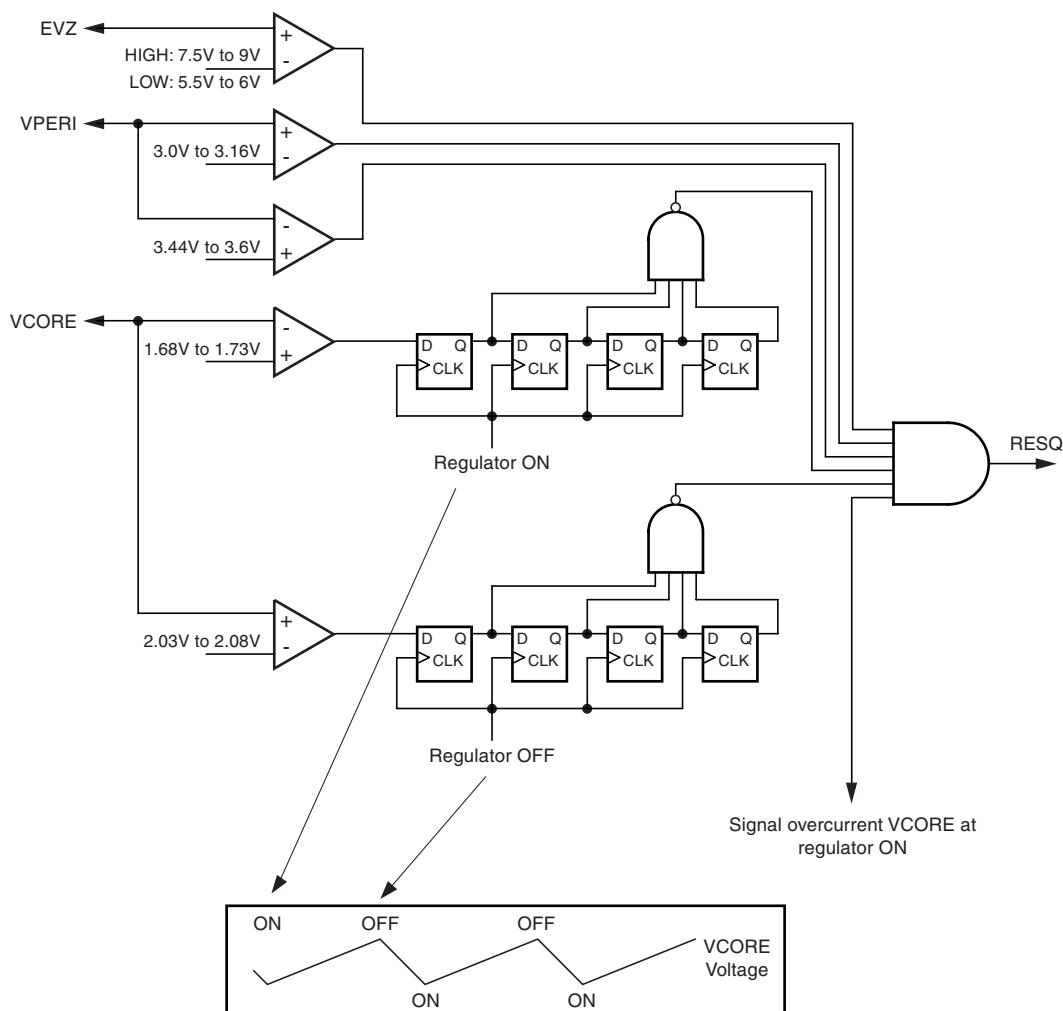 EVZ
+
HIGH: 7.5V to 9V
-
LOW: 5.5V to 6V
VPERI
+
3.0V to 3.16V
-
-
3.44V to 3.6V
+
VCORE
-
1.68V to 1.73V
+
D Q
CLK
D Q
CLK
D Q
CLK
D Q
CLK
Regulator ON
RESQ
+
2.03V to 2.08V
-
D Q
CLK
D Q
CLK
D Q
CLK
D Q
CLK
Regulator OFF
Signal overcurrent VCORE at
regulator ON
ON
OFF
OFF
VCORE
Voltage
ON
ON